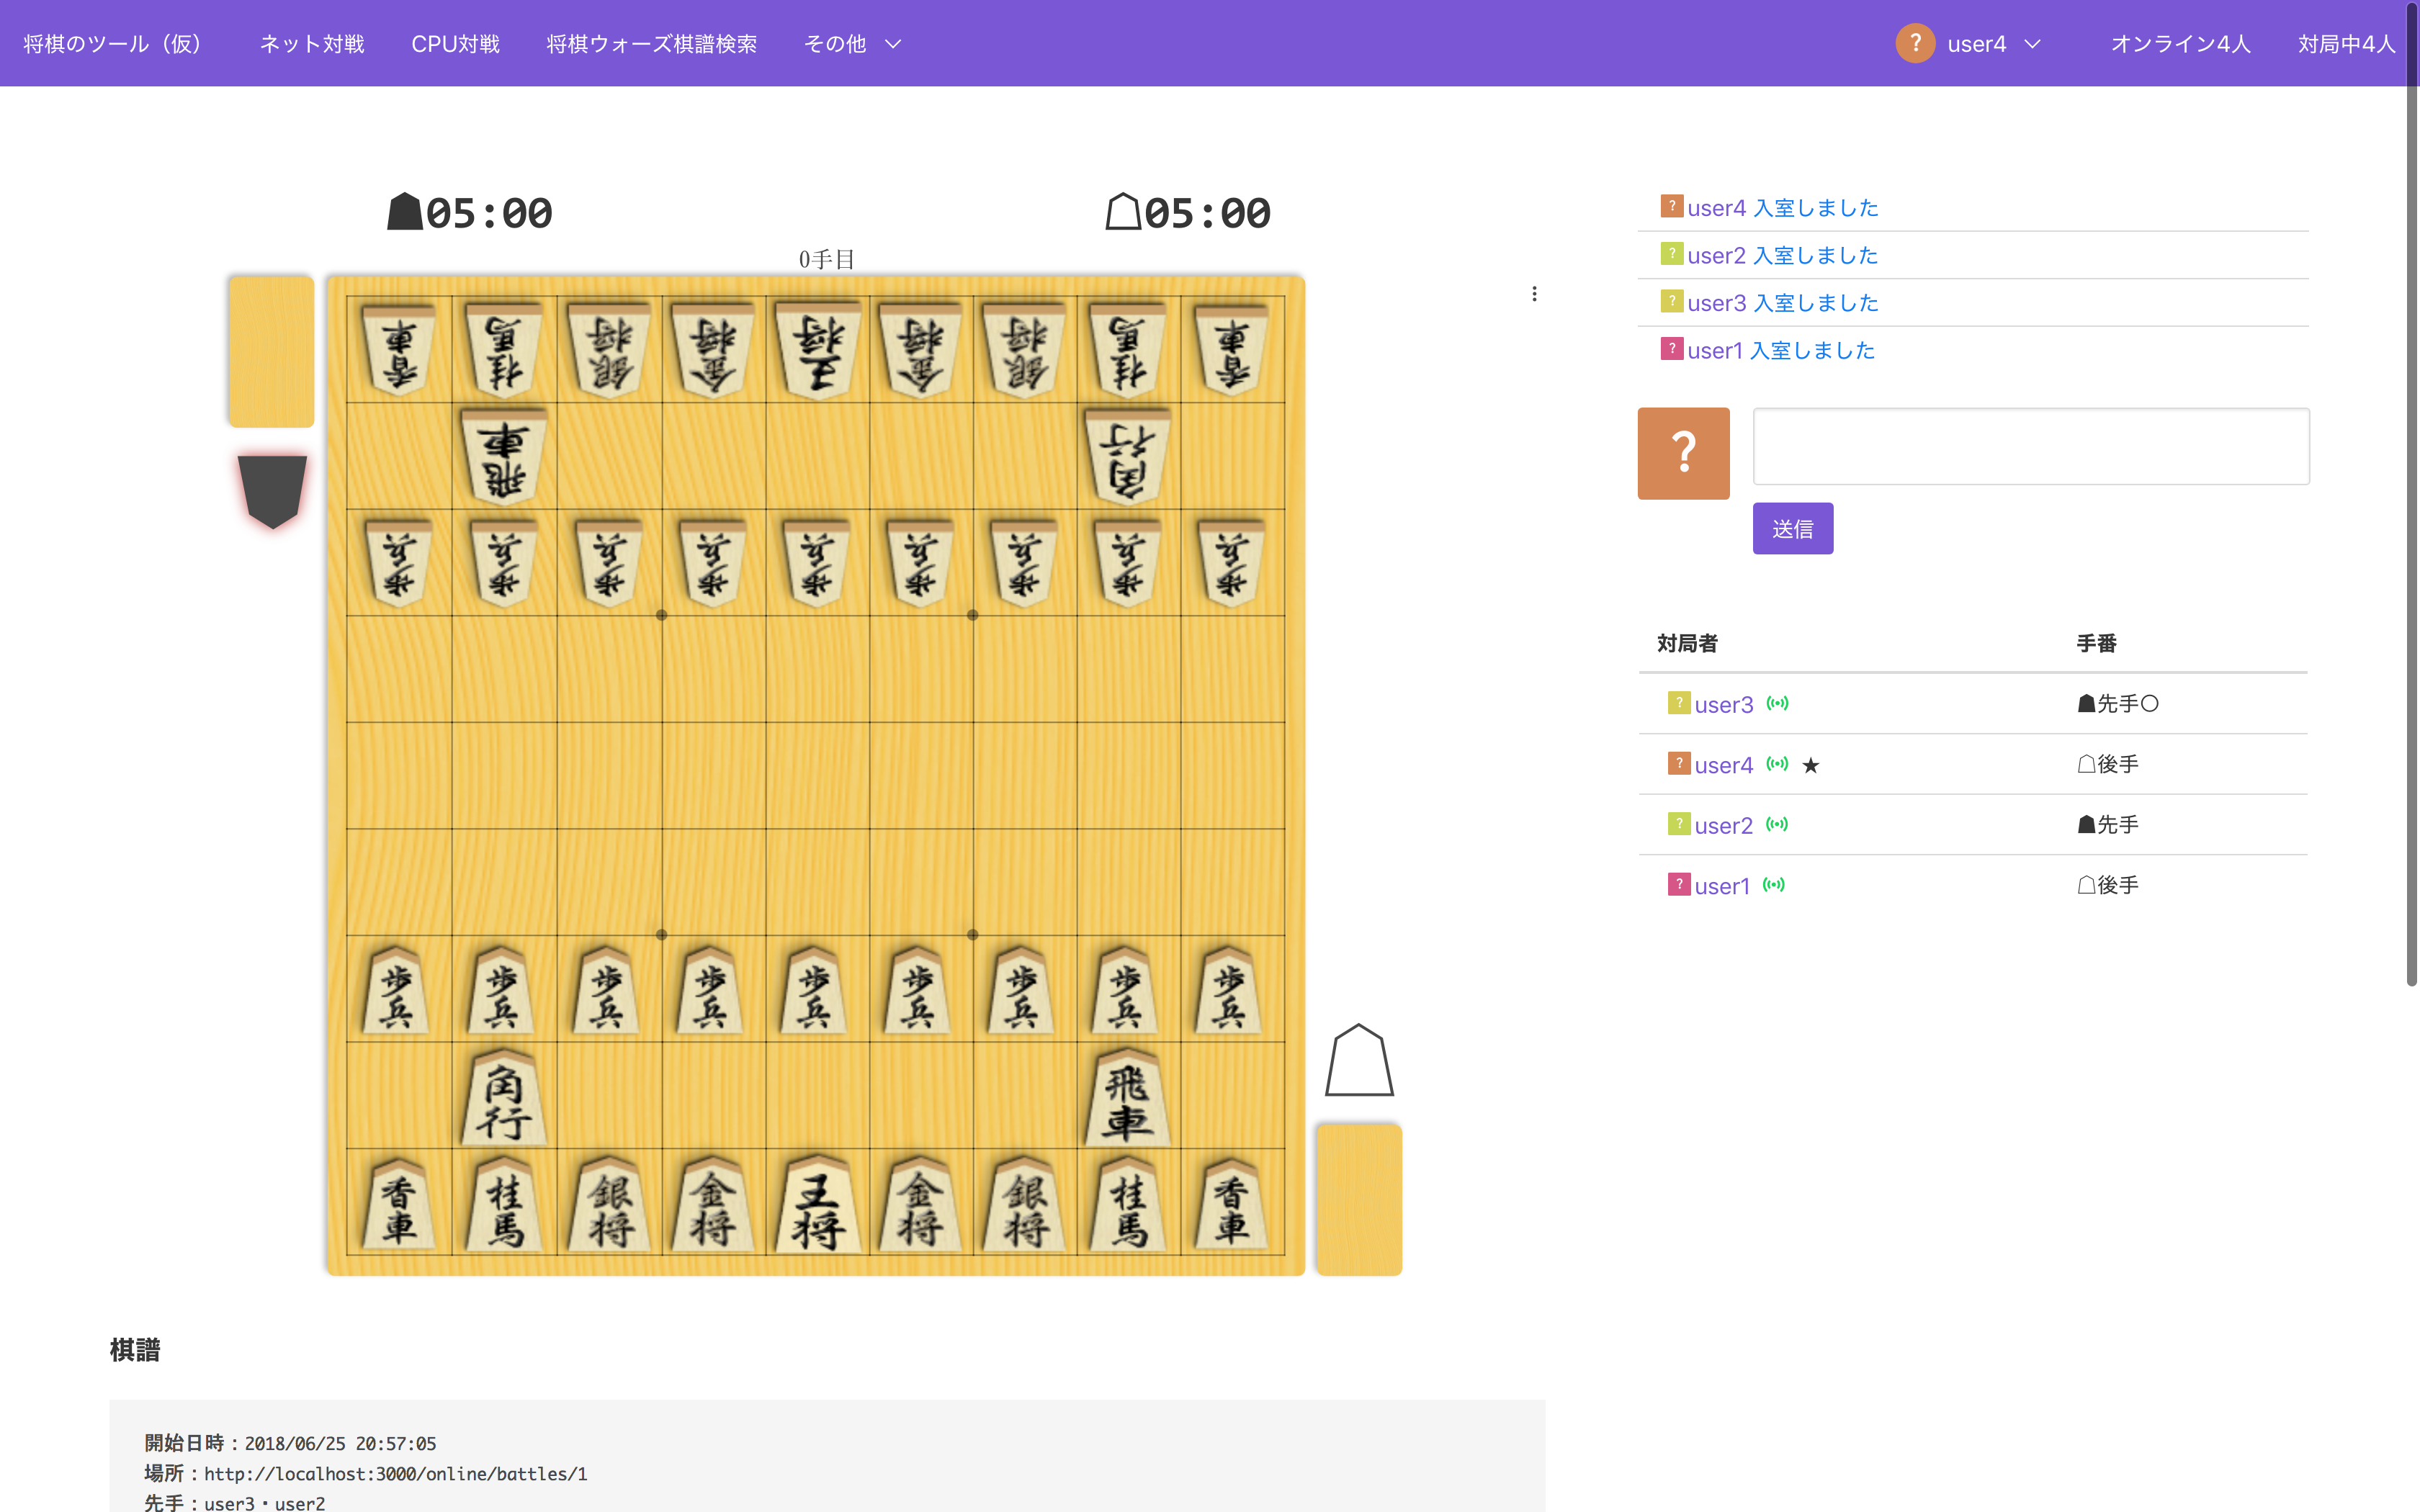 将棋のツール（仮） ネット対戦 CPU対戦 将棋ウォーズ棋譜検索 その他 ? user4 オンライン4人 対局中4人
☗05:00 ☖05:00
0手目
香車 桂馬 銀将 金将 王将 金将 銀将 桂馬 香車
飛車 角行
歩兵 歩兵 歩兵 歩兵 歩兵 歩兵 歩兵 歩兵 歩兵
歩兵 歩兵 歩兵 歩兵 歩兵 歩兵 歩兵 歩兵 歩兵
角行 飛車
香車 桂馬 銀将 金将 王将 金将 銀将 桂馬 香車
? user4 入室しました
? user2 入室しました
? user3 入室しました
? user1 入室しました
?
送信
対局者 手番
? user3 ☗先手○
? user4 ★ ☖後手
? user2 ☗先手
? user1 ☖後手
棋譜
開始日時：2018/06/25 20:57:05
場所：http://localhost:3000/online/battles/1
先手：user3・user2